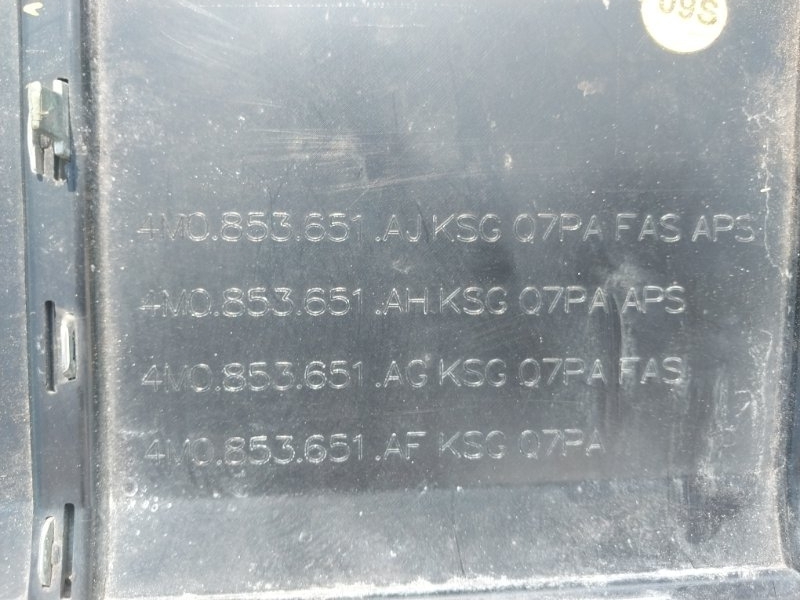 09S
4M0.853.651.AJ KSG Q7PA FAS APS
4M0.853.651.AH.KSG Q7PA APS
4M0.853.651.AG KSG Q7PA FAS
4M0.853.651.AF KSG Q7PA